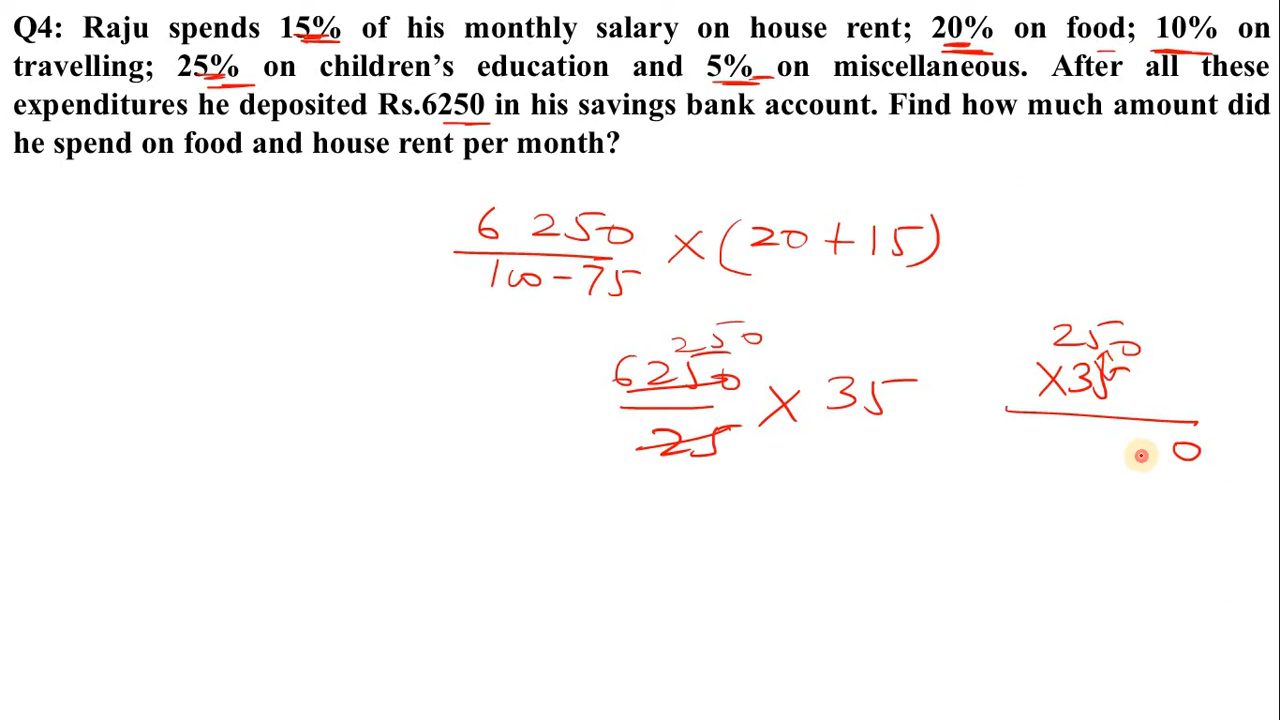 Q4: Raju spends 15% of his monthly salary on house rent; 20% on food; 10% on
travelling; 25% on children's education and 5% on miscellaneous. After all these
expenditures he deposited Rs.6250 in his savings bank account. Find how much amount did
he spend on food and house rent per month?
6 250
100-75
× (20+15)
250
6250
25
× 35
250
×35
0